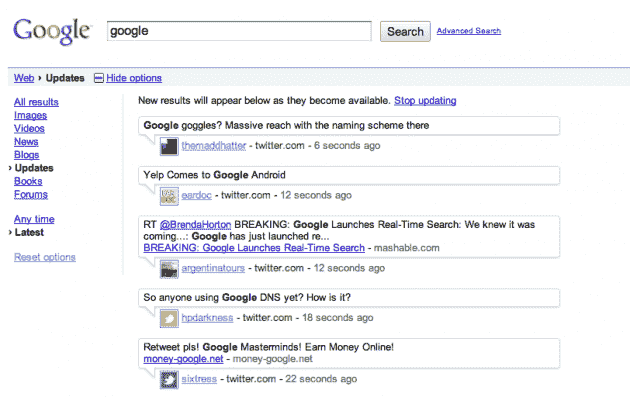 Google google Search Advanced Search
Web › Updates Hide options
All results
Images
Videos
News
Blogs
› Updates
Books
Forums
Any time
› Latest
Reset options
New results will appear below as they become available. Stop updating
Google goggles? Massive reach with the naming scheme there
themaddhatter - twitter.com - 6 seconds ago
Yelp Comes to Google Android
eardoc - twitter.com - 12 seconds ago
RT @BrendaHorton BREAKING: Google Launches Real-Time Search: We knew it was
coming...: Google has just launched re...
BREAKING: Google Launches Real-Time Search - mashable.com
argentinatours - twitter.com - 12 seconds ago
So anyone using Google DNS yet? How is it?
hpdarkness - twitter.com - 18 seconds ago
Retweet pls! Google Masterminds! Earn Money Online!
money-google.net - money-google.net
sixtress - twitter.com - 22 seconds ago